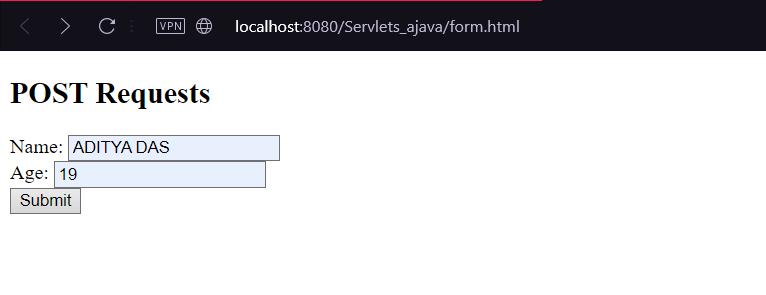 VPN localhost:8080/Servlets_ajava/form.html
POST Requests
Name: ADITYA DAS
Age: 19
Submit